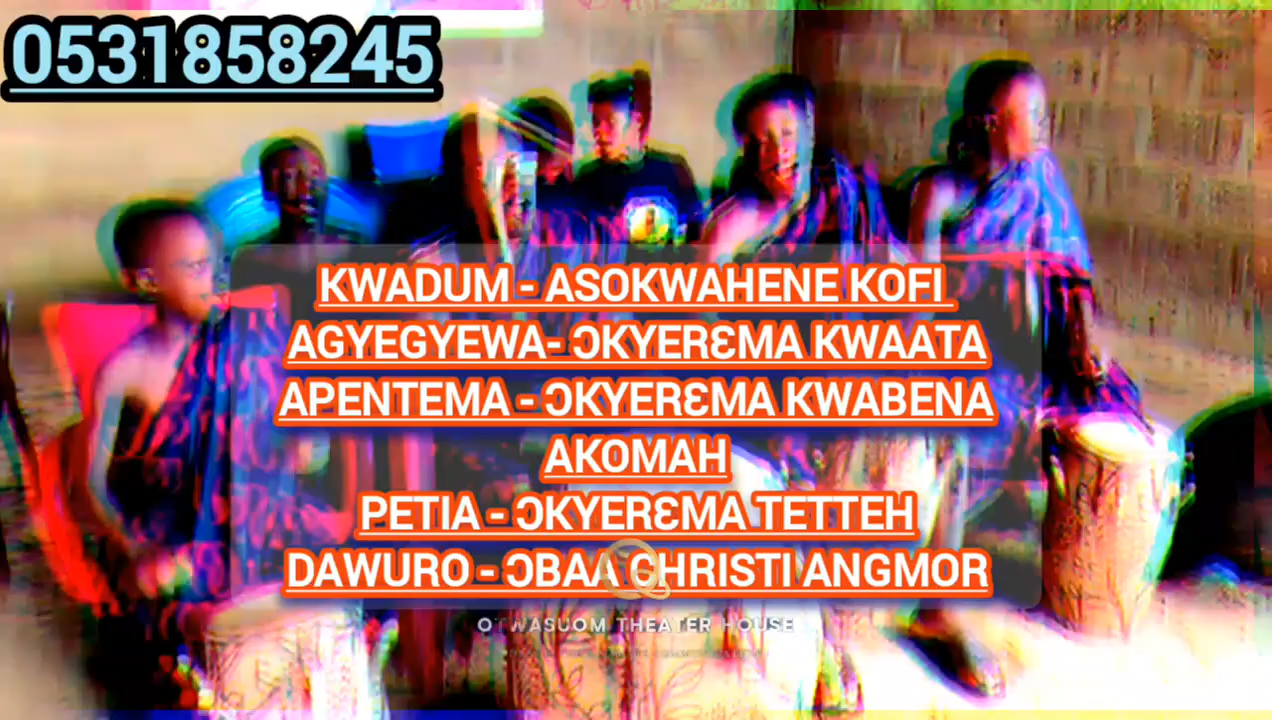 0531858245
KWADUM - ASOKWAHENE KOFI
AGYEGYEWA- ƆKYERƐMA KWAATA
APENTEMA - ƆKYERƐMA KWABENA
AKOMAH
PETIA - ƆKYERƐMA TETTEH
DAWURO - ƆBAA CHRISTI ANGMOR
OTWASUOM THEATER HOUSE